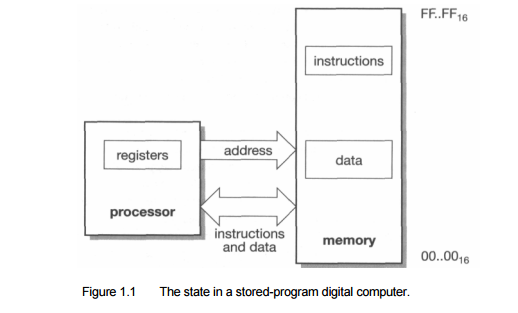 FF..FF16
instructions
registers
address
data
processor
instructions
and data
memory
00..0016
Figure 1.1 The state in a stored-program digital computer.